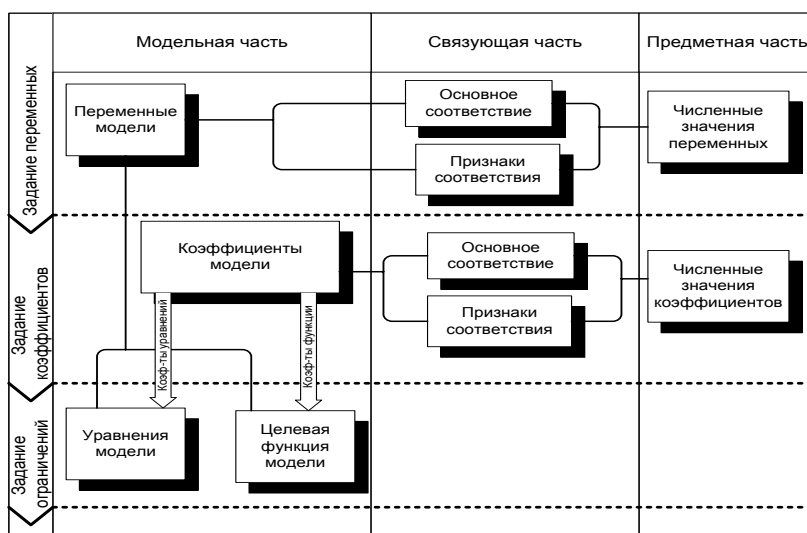 Модельная часть
Связующая часть
Предметная часть
Задание переменных
Переменные
модели
Основное
соответствие
Признаки
соответствия
Численные
значения
переменных
Задание
коэффициентов
Коэффициенты
модели
Основное
соответствие
Признаки
соответствия
Численные
значения
коэффициентов
Коэф-ты уравнений
Коэф-ты функции
Задание
ограничений
Уравнения
модели
Целевая
функция
модели